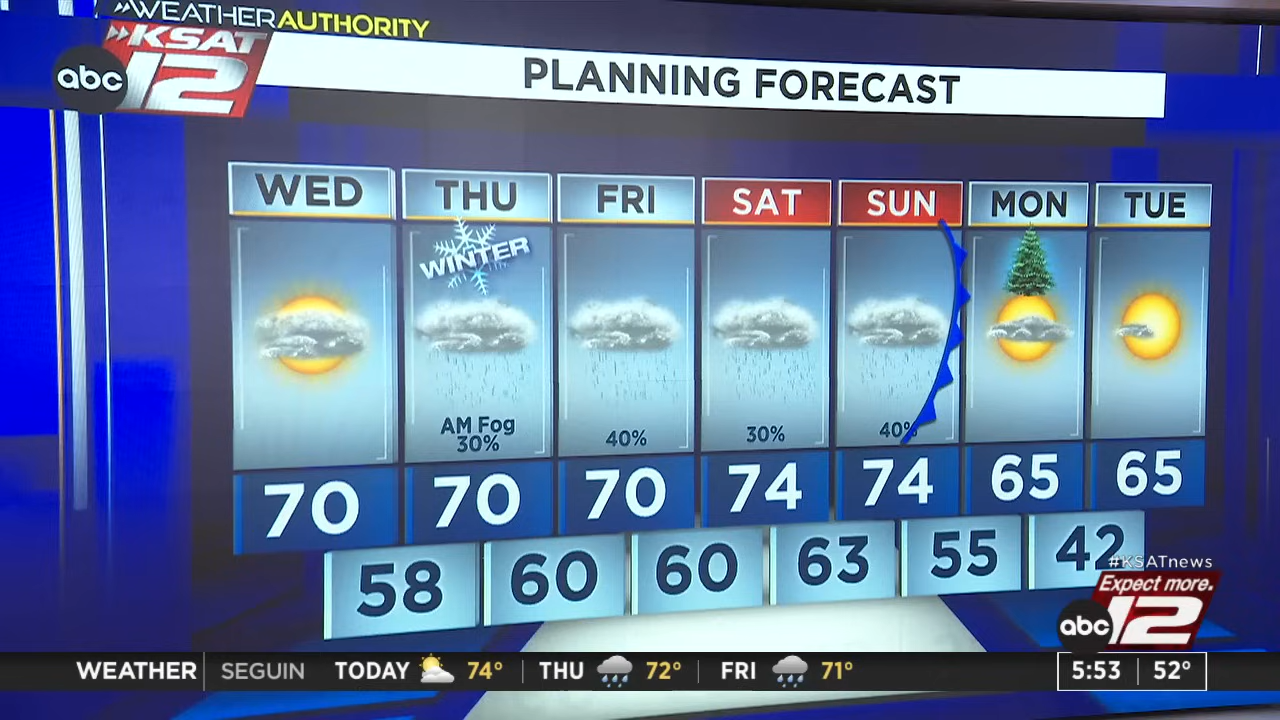 WEATHERAUTHORITY
KSAT
abc 12
PLANNING FORECAST
WED THU FRI SAT SUN MON TUE
WINTER
AM Fog
30% 40% 30% 40%
70 70 70 74 74 65 65
58 60 60 63 55 42
#KSATnews
Expect more.
abc 12
WEATHER SEGUIN TODAY 74° THU 72° FRI 71° 5:53 52°